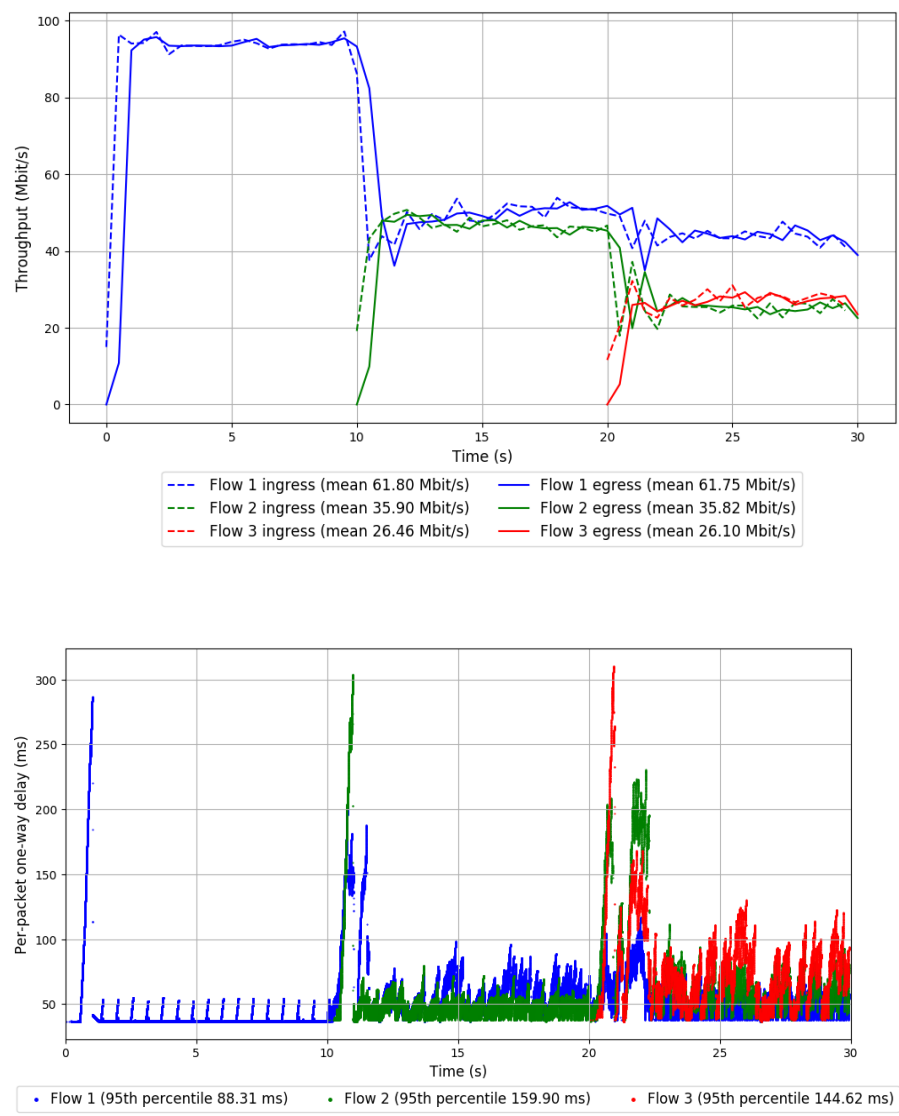 100
80
60
40
20
0
Throughput (Mbit/s)
0 5 10 15 20 25 30
Time (s)
Flow 1 ingress (mean 61.80 Mbit/s) Flow 1 egress (mean 61.75 Mbit/s)
Flow 2 ingress (mean 35.90 Mbit/s) Flow 2 egress (mean 35.82 Mbit/s)
Flow 3 ingress (mean 26.46 Mbit/s) Flow 3 egress (mean 26.10 Mbit/s)
300
250
200
150
100
50
Per-packet one-way delay (ms)
0 5 10 15 20 25 30
Time (s)
Flow 1 (95th percentile 88.31 ms) Flow 2 (95th percentile 159.90 ms) Flow 3 (95th percentile 144.62 ms)